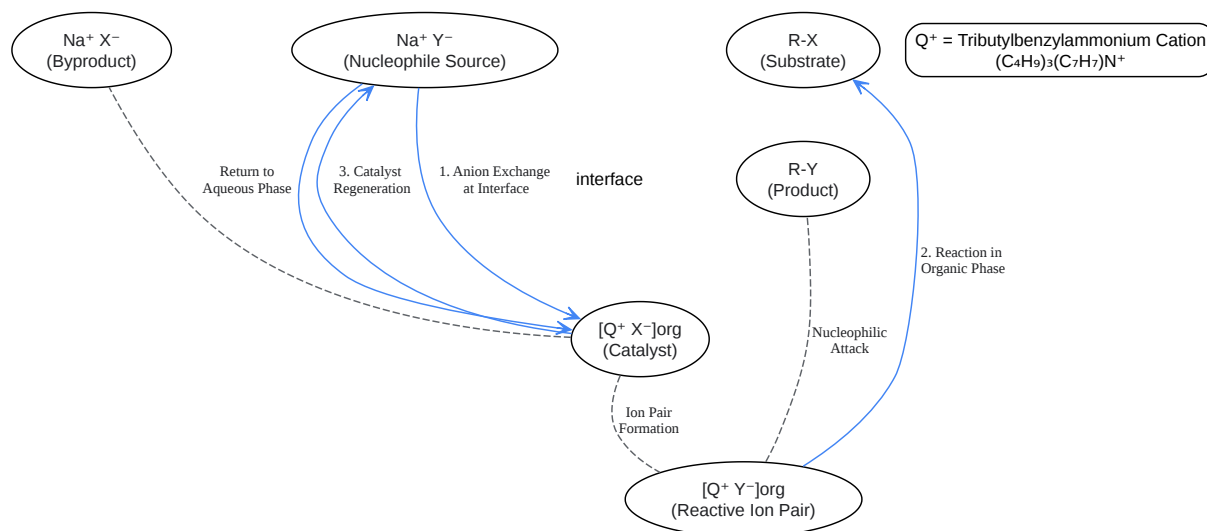 Na⁺ X⁻
(Byproduct)
Na⁺ Y⁻
(Nucleophile Source)
R-X
(Substrate)
Q⁺ = Tributylbenzylammonium Cation
(C₄H₉)₃(C₇H₇)N⁺
Return to
Aqueous Phase
3. Catalyst
Regeneration
1. Anion Exchange
at Interface
interface
R-Y
(Product)
2. Reaction in
Organic Phase
[Q⁺ X⁻]org
(Catalyst)
Nucleophilic
Attack
Ion Pair
Formation
[Q⁺ Y⁻]org
(Reactive Ion Pair)